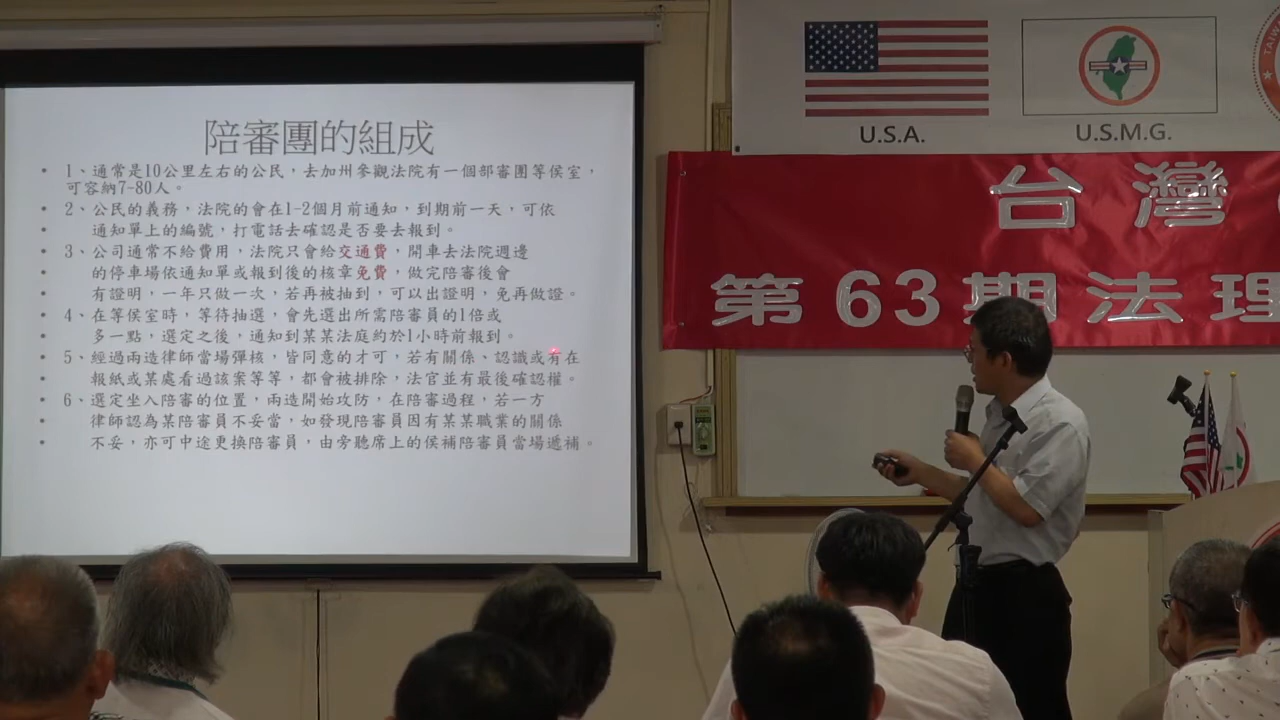 陪審團的組成
• 1、通常是10公里左右的公民，去加州參觀法院有一個部審團等侯室，
可容納7-80人。
• 2、公民的義務，法院的會在1-2個月前通知，到期前一天，可依
• 通知單上的編號，打電話去確認是否要去報到。
• 3、公司通常不給費用，法院只會給交通費，開車去法院週邊
• 的停車場依通知單或報到後的核章免費，做完陪審後會
• 有證明，一年只做一次，若再被抽到，可以出證明，免再做證。
• 4、在等侯室時，等待抽選，會先選出所需陪審員的1倍或
• 多一點，選定之後，通知到某某法庭約於1小時前報到。
• 5、經過兩造律師當場彈核，皆同意的才可，若有關係、認識或有在
• 報紙或某處看過該案等等，都會被排除，法官並有最後確認權。
• 6、選定坐入陪審的位置，兩造開始攻防，在陪審過程，若一方
• 律師認為某陪審員不妥當，如發現陪審員因有某某職業的關係
• 不妥，亦可中途更換陪審員，由旁聽席上的侯補陪審員當場遞補。
U.S.A.
U.S.M.G.
台灣
第63期法理